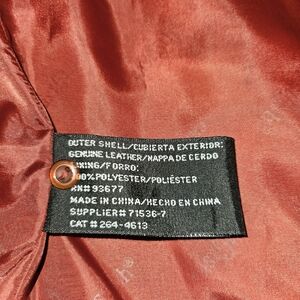 OUTER SHELL/CUBIERTA EXTERIOR:
GENUINE LEATHER/NAPPA DE CERDO
LINING/FORRO:
100% POLYESTER/POLIÉSTER
RN# 93677
MADE IN CHINA/HECHO EN CHINA
SUPPLIER# 71536-7
CAT # 264-4613